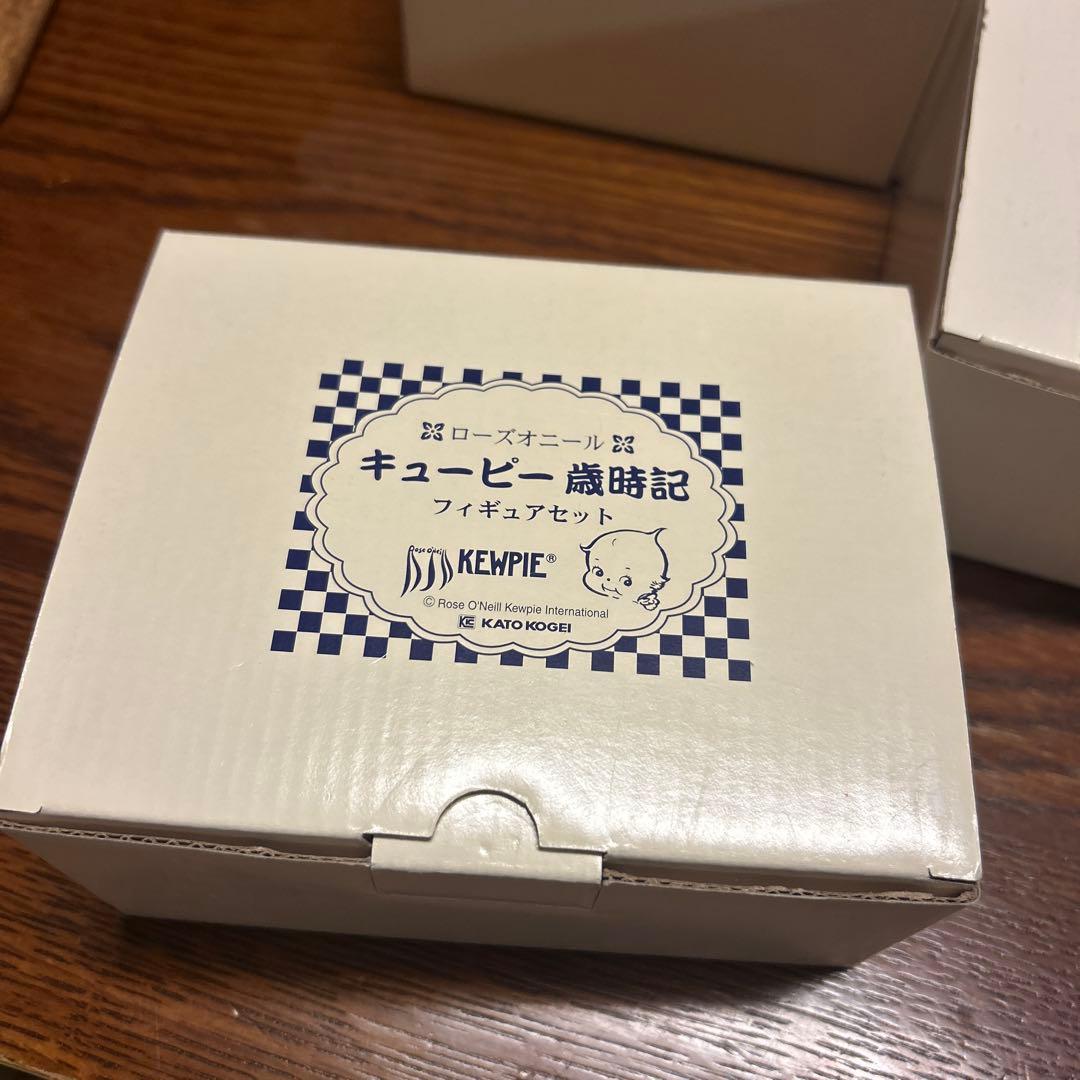 ローズオニール
キューピー 歳時記
フィギュアセット
Rose O'Neill KEWPIE®
© Rose O'Neill Kewpie International
KC KATO KOGEI